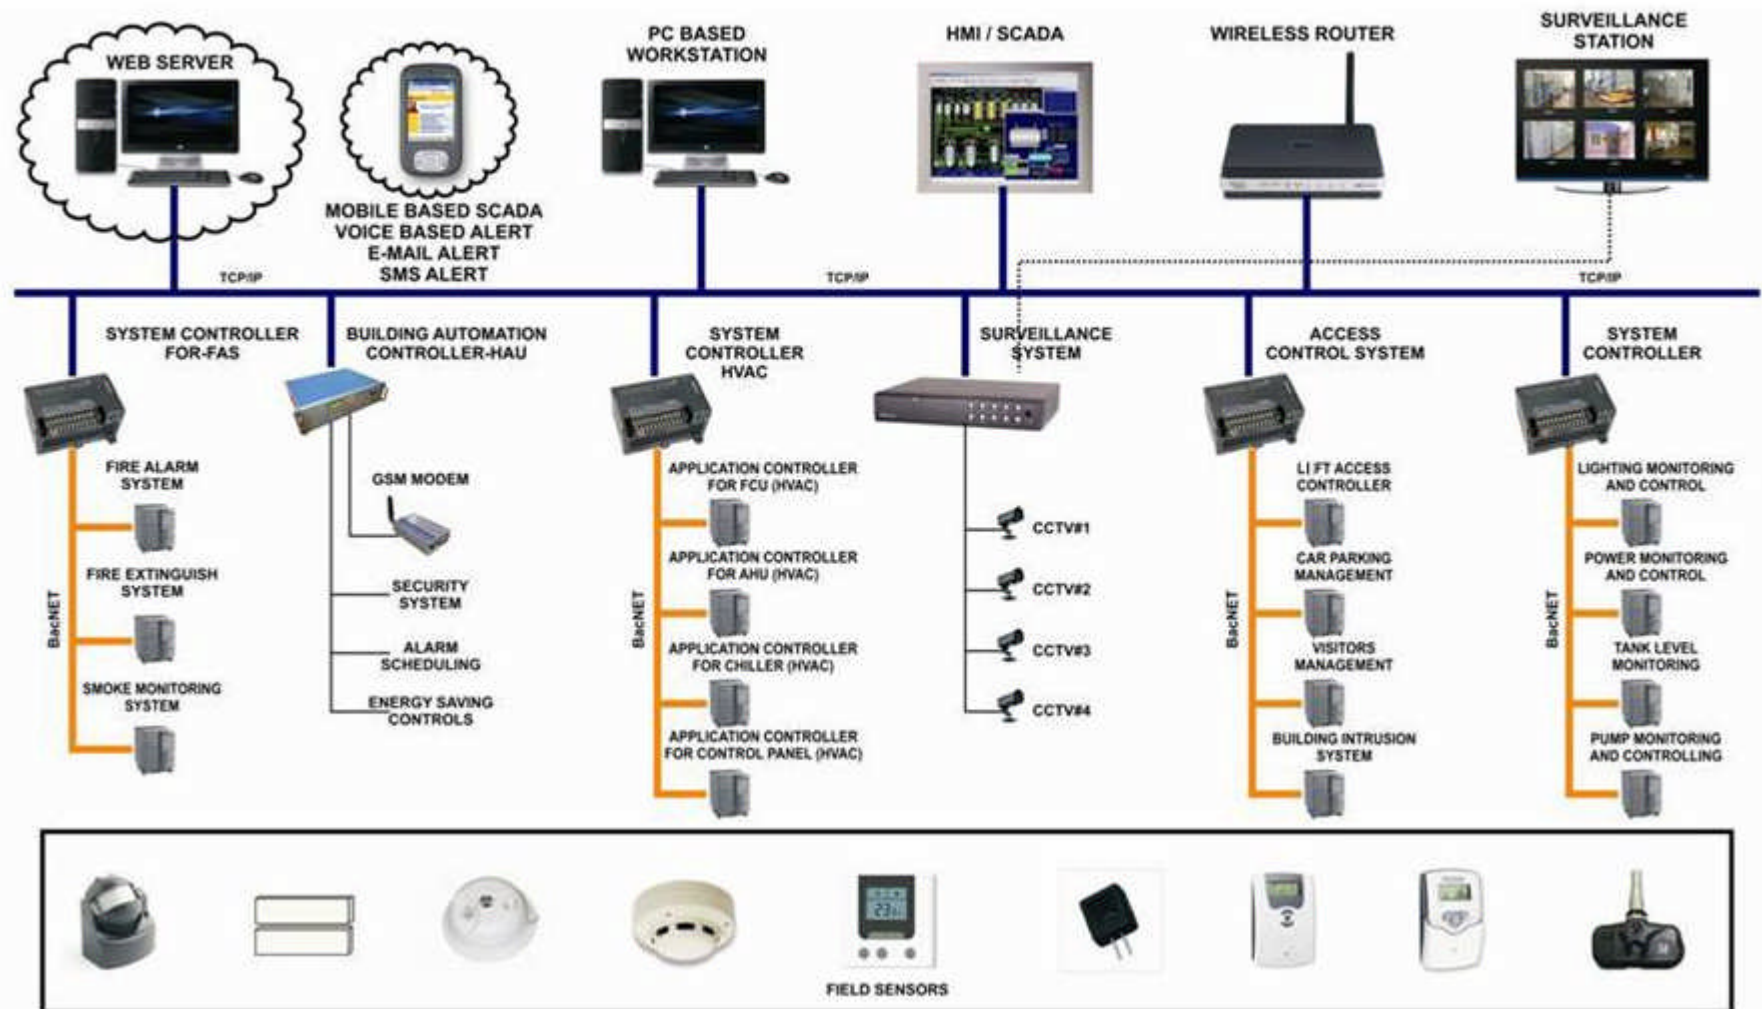 WEB SERVER
MOBILE BASED SCADA
VOICE BASED ALERT
E-MAIL ALERT
SMS ALERT
PC BASED
WORKSTATION
HMI / SCADA
WIRELESS ROUTER
SURVEILLANCE
STATION
TCP/IP
TCP/IP
TCP/IP
SYSTEM CONTROLLER
FOR-FAS
BUILDING AUTOMATION
CONTROLLER-HAU
SYSTEM
CONTROLLER
HVAC
SURVEILLANCE
SYSTEM
ACCESS
CONTROL SYSTEM
SYSTEM
CONTROLLER
FIRE ALARM
SYSTEM
FIRE EXTINGUISH
SYSTEM
SMOKE MONITORING
SYSTEM
BacNET
GSM MODEM
SECURITY
SYSTEM
ALARM
SCHEDULING
ENERGY SAVING
CONTROLS
APPLICATION CONTROLLER
FOR FCU (HVAC)
APPLICATION CONTROLLER
FOR AHU (HVAC)
APPLICATION CONTROLLER
FOR CHILLER (HVAC)
APPLICATION CONTROLLER
FOR CONTROL PANEL (HVAC)
BacNET
CCTV#1
CCTV#2
CCTV#3
CCTV#4
LI FT ACCESS
CONTROLLER
CAR PARKING
MANAGEMENT
VISITORS
MANAGEMENT
BUILDING INTRUSION
SYSTEM
BacNET
LIGHTING MONITORING
AND CONTROL
POWER MONITORING
AND CONTROL
TANK LEVEL
MONITORING
PUMP MONITORING
AND CONTROLLING
BacNET
FIELD SENSORS